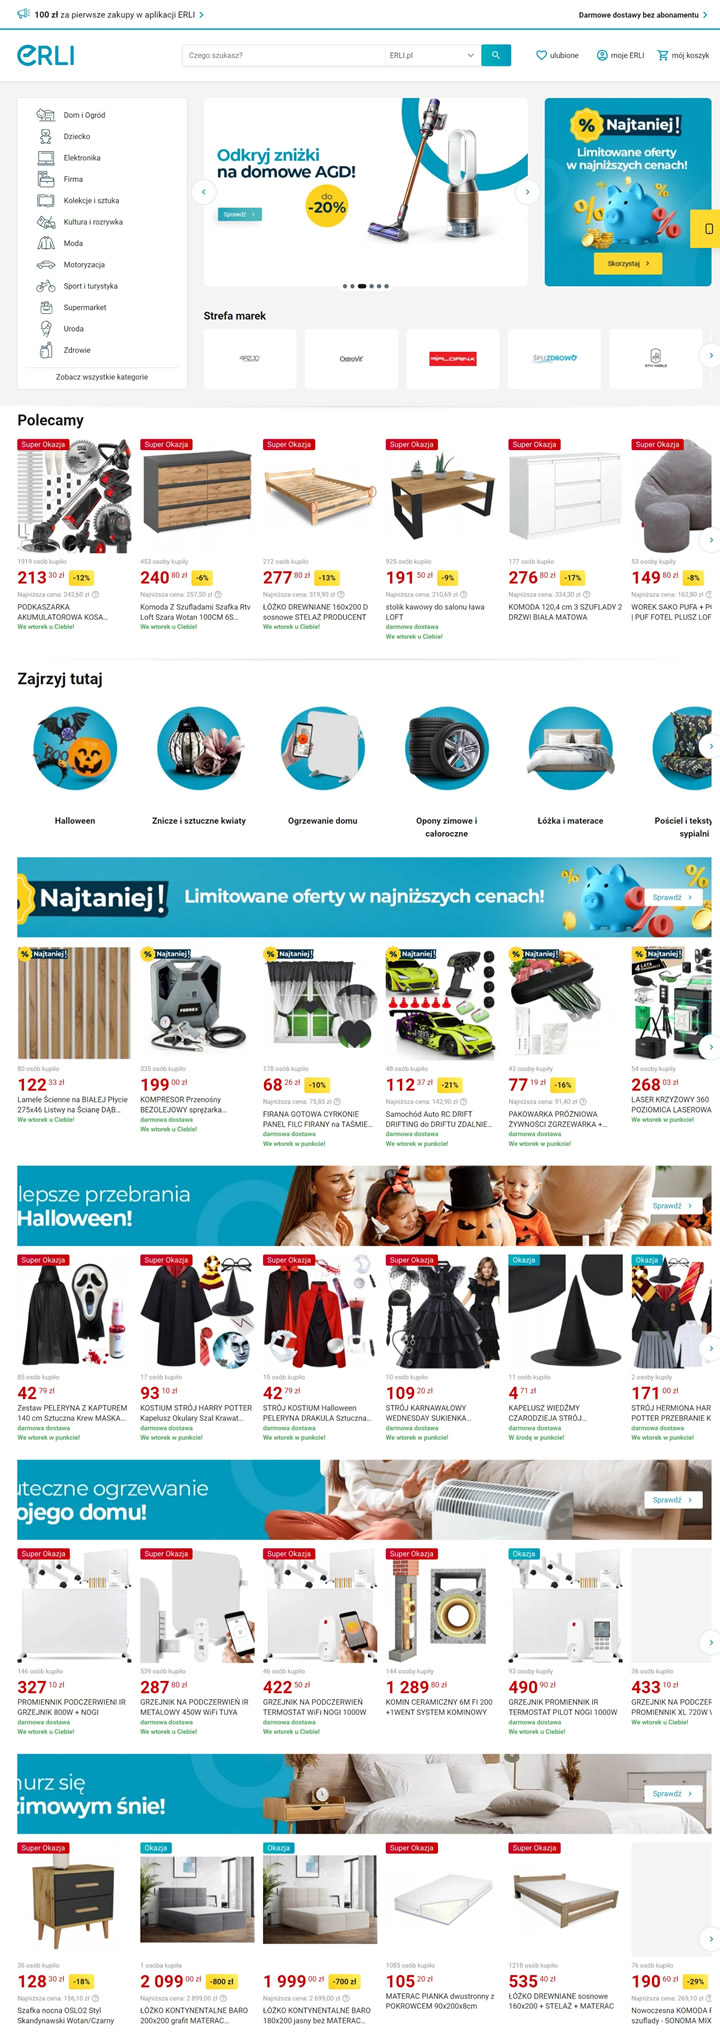 100 zł za pierwsze zakupy w aplikacji ERLI
Darmowe dostawy bez abonamentu
ERLI
Czego szukasz?
ERLI.pl
ulubione
moje ERLI
mój koszyk
Dom i Ogród
Dziecko
Elektronika
Firma
Kolekcje i sztuka
Kultura i rozrywka
Moda
Motoryzacja
Sport i turystyka
Supermarket
Uroda
Zdrowie
Zobacz wszystkie kategorie
Odkryj zniżki
na domowe AGD!
do
-20%
Sprawdź
% Najtaniej!
Limitowane oferty
w najniższych cenach!
Skorzystaj
Strefa marek
4FIZJO
OstroVit
FLORINA
ŚPIJ ZDROWO
Polecamy
Super Okazja
Super Okazja
Super Okazja
Super Okazja
Super Okazja
Super Okazja
1919 osób kupiło
213 30 zł -12%
Najniższa cena: 242,60 zł
PODKASZARKA
AKUMULATOROWA KOSA...
We wtorek u Ciebie!
453 osoby kupiły
240 80 zł -6%
Najniższa cena: 257,50 zł
Komoda Z Szufladami Szafka Rtv
Loft Szara Wotan 100CM 6S...
We wtorek u Ciebie!
212 osób kupiło
277 80 zł -13%
Najniższa cena: 319,90 zł
ŁÓŻKO DREWNIANE 160x200 D
sosnowe STELAŻ PRODUCENT
We wtorek u Ciebie!
925 osób kupiło
191 50 zł -9%
Najniższa cena: 210,69 zł
stolik kawowy do salonu ława
LOFT
darmowa dostawa
We wtorek u Ciebie!
177 osób kupiło
276 80 zł -17%
Najniższa cena: 334,30 zł
KOMODA 120,4 cm 3 SZUFLADY 2
DRZWI BIAŁA MATOWA
53 osoby kupiły
149 80 zł -8%
Najniższa cena: 162,80 zł
WOREK SAKO PUFA + P
| PUF FOTEL PLUSZ LOF
Zajrzyj tutaj
BOO
Halloween
Znicze i sztuczne kwiaty
Ogrzewanie domu
Opony zimowe i
całoroczne
Łóżka i materace
Pościel i teksty
sypialni
Najtaniej!
Limitowane oferty w najniższych cenach!
Sprawdź
% Najtaniej!
% Najtaniej!
% Najtaniej!
% Najtaniej!
% Najtaniej!
80 osób kupiło
122 33 zł
Lamele Ścienne na BIAŁEJ Płycie
275x46 Listwy na Ścianę DĄB...
We wtorek u Ciebie!
FERREX
335 osób kupiło
199 00 zł
KOMPRESOR Przenośny
BEZOLEJOWY sprężarka...
darmowa dostawa
We wtorek u Ciebie!
178 osób kupiło
68 26 zł -10%
Najniższa cena: 75,85 zł
FIRANA GOTOWA CYRKONIE
PANEL FILC FIRANY na TAŚMIE...
darmowa dostawa
We wtorek w punkcie!
48 osób kupiło
112 37 zł -21%
Najniższa cena: 142,90 zł
Samochód Auto RC DRIFT
DRIFTING do DRIFTU ZDALNIE...
darmowa dostawa
We wtorek w punkcie!
43 osoby kupiły
77 19 zł -16%
Najniższa cena: 91,40 zł
PAKOWARKA PRÓŻNIOWA
ŻYWNOŚCI ZGRZEWARKA +...
darmowa dostawa
We wtorek w punkcie!
54 osoby kupiły
268 03 zł
LASER KRZYŻOWY 360
POZIOMICA LASEROWA
We wtorek u Ciebie!
lepsze przebrania
Halloween!
Sprawdź
Super Okazja
Super Okazja
Super Okazja
Super Okazja
Okazja
Okazja
85 osób kupiło
42 79 zł
Zestaw PELERYNA Z KAPTUREM
140 cm Sztuczna Krew MASKA...
darmowa dostawa
We wtorek w punkcie!
17 osób kupiło
93 10 zł
KOSTIUM STRÓJ HARRY POTTER
Kapelusz Okulary Szal Krawat...
darmowa dostawa
We wtorek w punkcie!
15 osób kupiło
42 79 zł
STRÓJ KOSTIUM Halloween
PELERYNA DRAKULA Sztuczna...
darmowa dostawa
We wtorek w punkcie!
10 osób kupiło
109 20 zł
STRÓJ KARNAWAŁOWY
WEDNESDAY SUKIENKA...
darmowa dostawa
We wtorek w punkcie!
11 osób kupiło
4 71 zł
KAPELUSZ WIEDŹMY
CZARODZIEJA STRÓJ...
darmowa dostawa
W środę w punkcie!
2 osoby kupiły
171 00 zł
STRÓJ HERMIONA HAR
POTTER PRZEBRANIE K
darmowa dostawa
We wtorek w punkcie!
uteczne ogrzewanie
ojego domu!
Sprawdź
Super Okazja
Super Okazja
Super Okazja
Super Okazja
Okazja
146 osób kupiło
327 10 zł
PROMIENNIK PODCZERWIENI IR
GRZEJNIK 800W + NOGI
darmowa dostawa
We wtorek u Ciebie!
539 osób kupiło
287 80 zł
GRZEJNIK NA PODCZERWIEŃ IR
METALOWY 450W WiFi TUYA
darmowa dostawa
We wtorek u Ciebie!
46 osób kupiło
422 50 zł
GRZEJNIK NA PODCZERWIEŃ
TERMOSTAT WiFi NOGI 1000W
darmowa dostawa
We wtorek u Ciebie!
144 osoby kupiły
1 289 80 zł
KOMIN CERAMICZNY 6M FI 200
+1WENT SYSTEM KOMINOWY
93 osoby kupiły
490 90 zł
GRZEJNIK PROMIENNIK IR
TERMOSTAT PILOT NOGI 1000W
darmowa dostawa
We wtorek u Ciebie!
36 osób kupiło
433 10 zł
GRZEJNIK NA PODCZER
PROMIENNIK XL 720W W
darmowa dostawa
We wtorek u Ciebie!
nurz się
zimowym śnie!
Sprawdź
Super Okazja
Okazja
Okazja
Super Okazja
Super Okazja
36 osób kupiło
128 30 zł -18%
Najniższa cena: 156,10 zł
Szafka nocna OSLO2 Styl
Skandynawski Wotan/Czarny
1 osoba kupiła
2 099 00 zł -800 zł
Najniższa cena: 2 899,00 zł
ŁÓŻKO KONTYNENTALNE BARO
200x200 grafit MATERAC...
1 999 00 zł -700 zł
Najniższa cena: 2 699,00 zł
ŁÓŻKO KONTYNENTALNE BARO
180x200 jasny beż MATERAC...
1085 osób kupiło
105 20 zł
MATERAC PIANKA dwustronny z
POKROWCEM 90x200x8cm
1218 osób kupiło
535 40 zł
ŁÓŻKO DREWNIANE sosnowe
160x200 + STELAŻ + MATERAC
76 osób kupiło
190 60 zł -29%
Najniższa cena: 269,10 zł
Nowoczesna KOMODA R
szuflady - SONOMA MIX